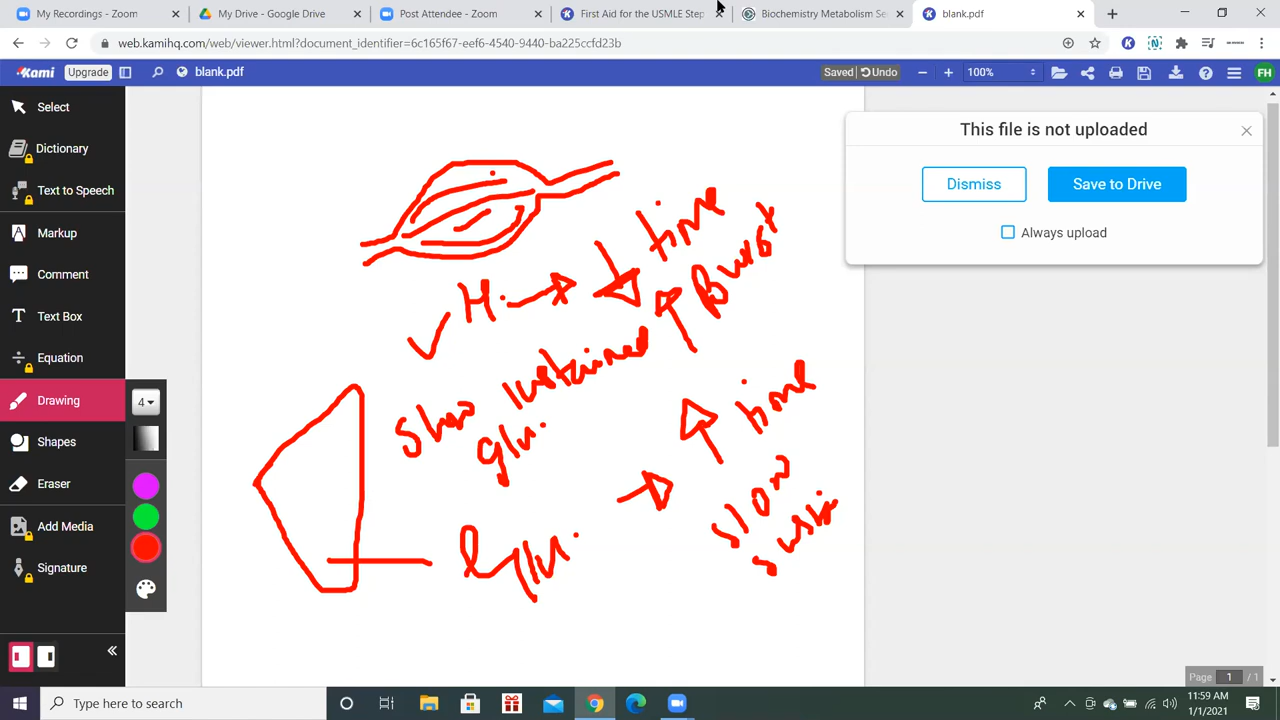 My Recordings - Zoom
My Drive - Google Drive
Post Attendee - Zoom
First Aid for the USMLE Step
Biochemistry Metabolism Se
blank.pdf
web.kamihq.com/web/viewer.html?document_identifier=6c165f67-eef6-4540-9440-ba225ccfd23b
Kami
Upgrade
blank.pdf
Saved Undo
100%
FH
Select
Dictionary
Text to Speech
Markup
Comment
Text Box
Equation
Drawing
Shapes
Eraser
Add Media
Signature
4
This file is not uploaded
Dismiss
Save to Drive
Always upload
time
Burst
M.
sustained
glu.
time
slow
Page 1 / 1
Type here to search
11:59 AM
1/1/2021